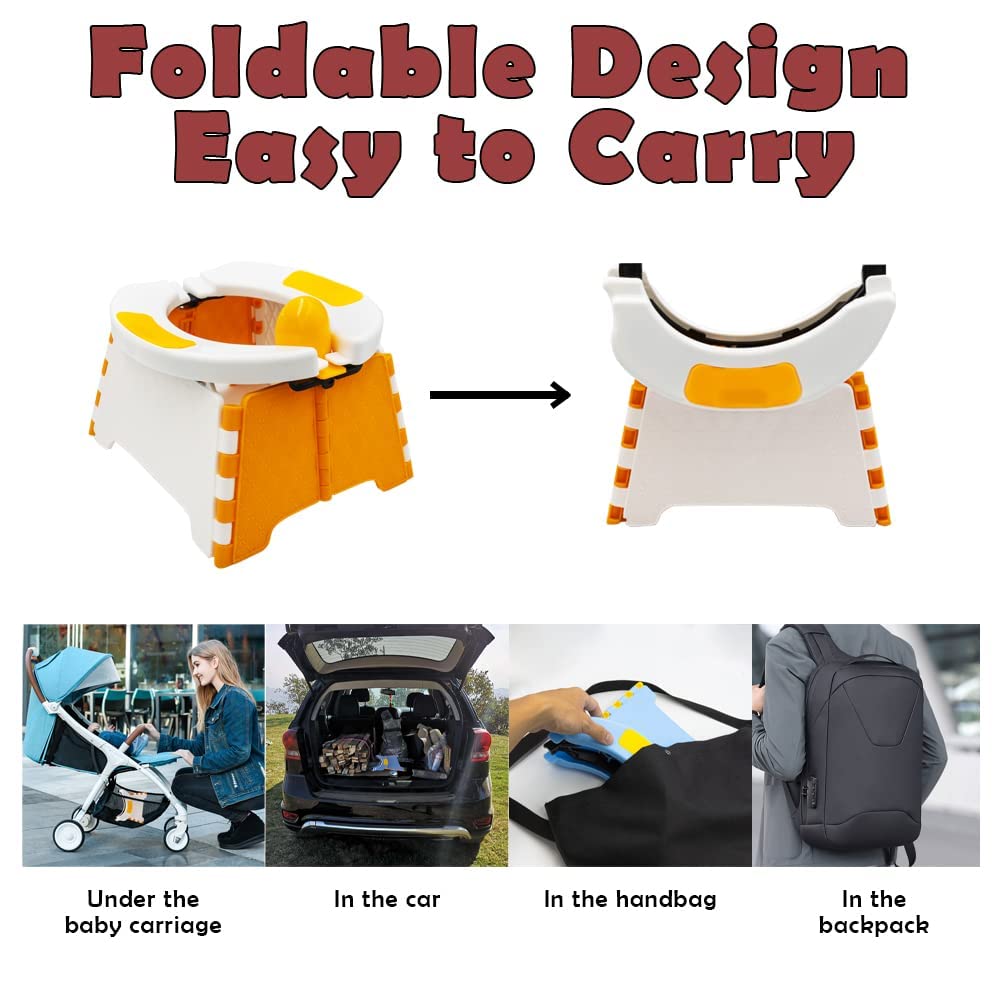 Foldable Design
Easy to Carry
Under the
baby carriage
In the car
In the handbag
In the
backpack